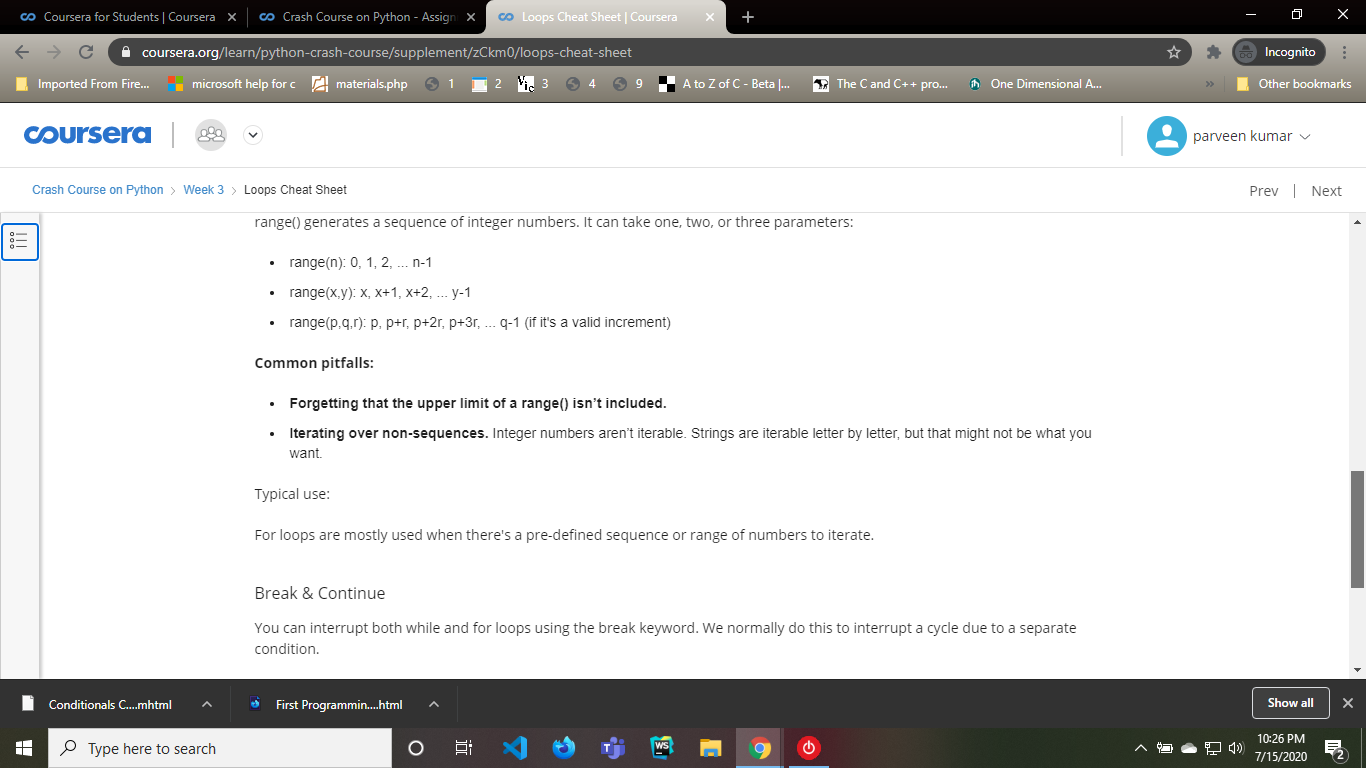 Coursera for Students | Coursera
Crash Course on Python - Assign
Loops Cheat Sheet | Coursera
coursera.org/learn/python-crash-course/supplement/zCkm0/loops-cheat-sheet
Incognito
Imported From Fire...
microsoft help for c
materials.php
1
2
3
4
9
A to Z of C - Beta |...
The C and C++ pro...
One Dimensional A...
»
Other bookmarks
coursera
parveen kumar
Crash Course on Python > Week 3 > Loops Cheat Sheet
Prev | Next
range() generates a sequence of integer numbers. It can take one, two, or three parameters:
• range(n): 0, 1, 2, ... n-1
• range(x,y): x, x+1, x+2, ... y-1
• range(p,q,r): p, p+r, p+2r, p+3r, ... q-1 (if it's a valid increment)
Common pitfalls:
• Forgetting that the upper limit of a range() isn’t included.
• Iterating over non-sequences. Integer numbers aren’t iterable. Strings are iterable letter by letter, but that might not be what you
want.
Typical use:
For loops are mostly used when there's a pre-defined sequence or range of numbers to iterate.
Break & Continue
You can interrupt both while and for loops using the break keyword. We normally do this to interrupt a cycle due to a separate
condition.
Conditionals C....mhtml
First Programmin....html
Show all
Type here to search
WS
10:26 PM
7/15/2020
2